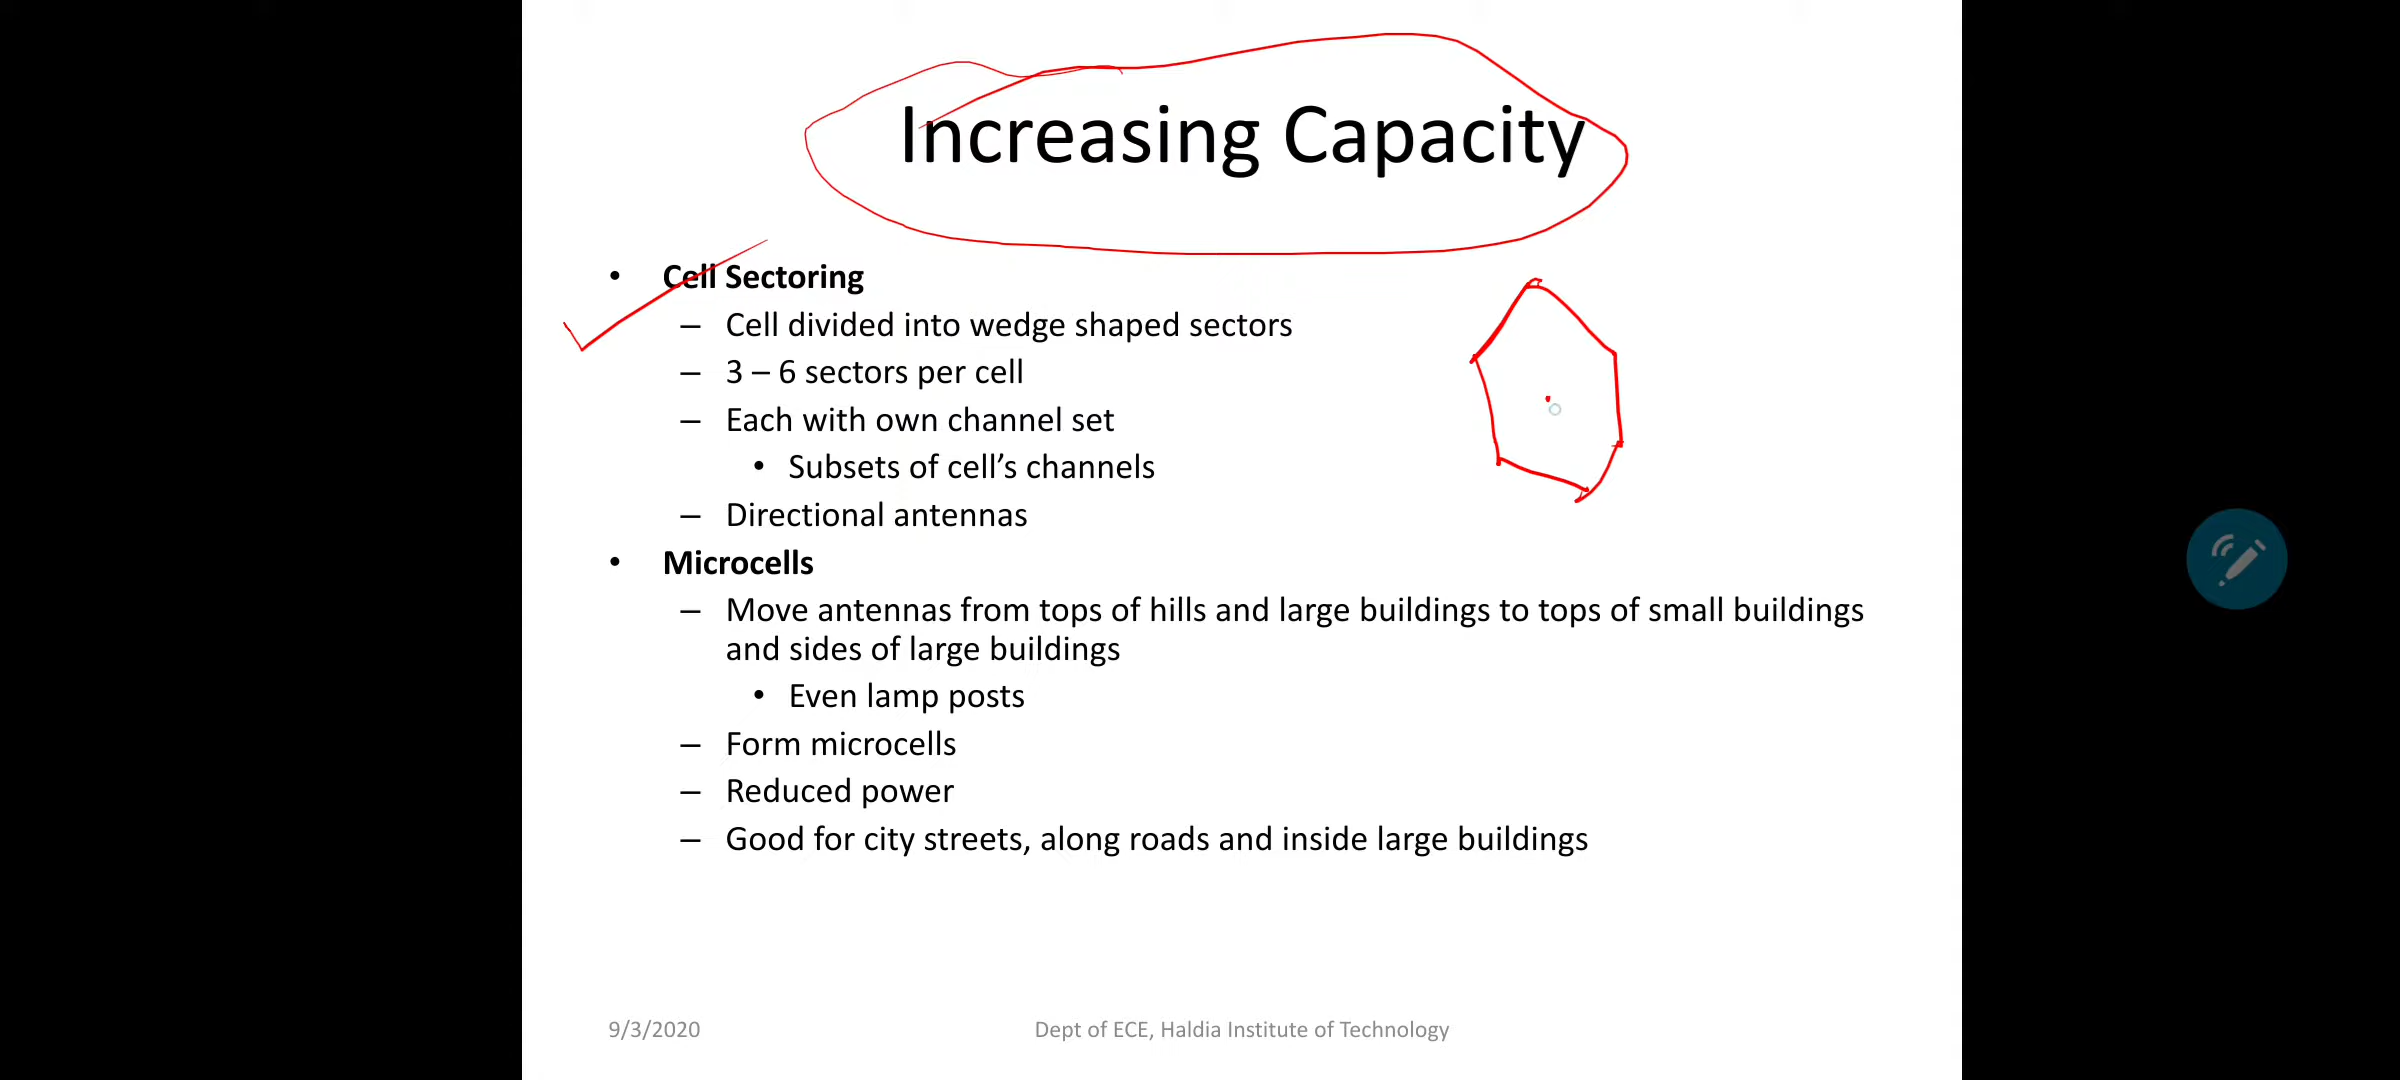 Increasing Capacity
• Cell Sectoring
– Cell divided into wedge shaped sectors
– 3 – 6 sectors per cell
– Each with own channel set
• Subsets of cell’s channels
– Directional antennas
• Microcells
– Move antennas from tops of hills and large buildings to tops of small buildings
and sides of large buildings
• Even lamp posts
– Form microcells
– Reduced power
– Good for city streets, along roads and inside large buildings
9/3/2020
Dept of ECE, Haldia Institute of Technology